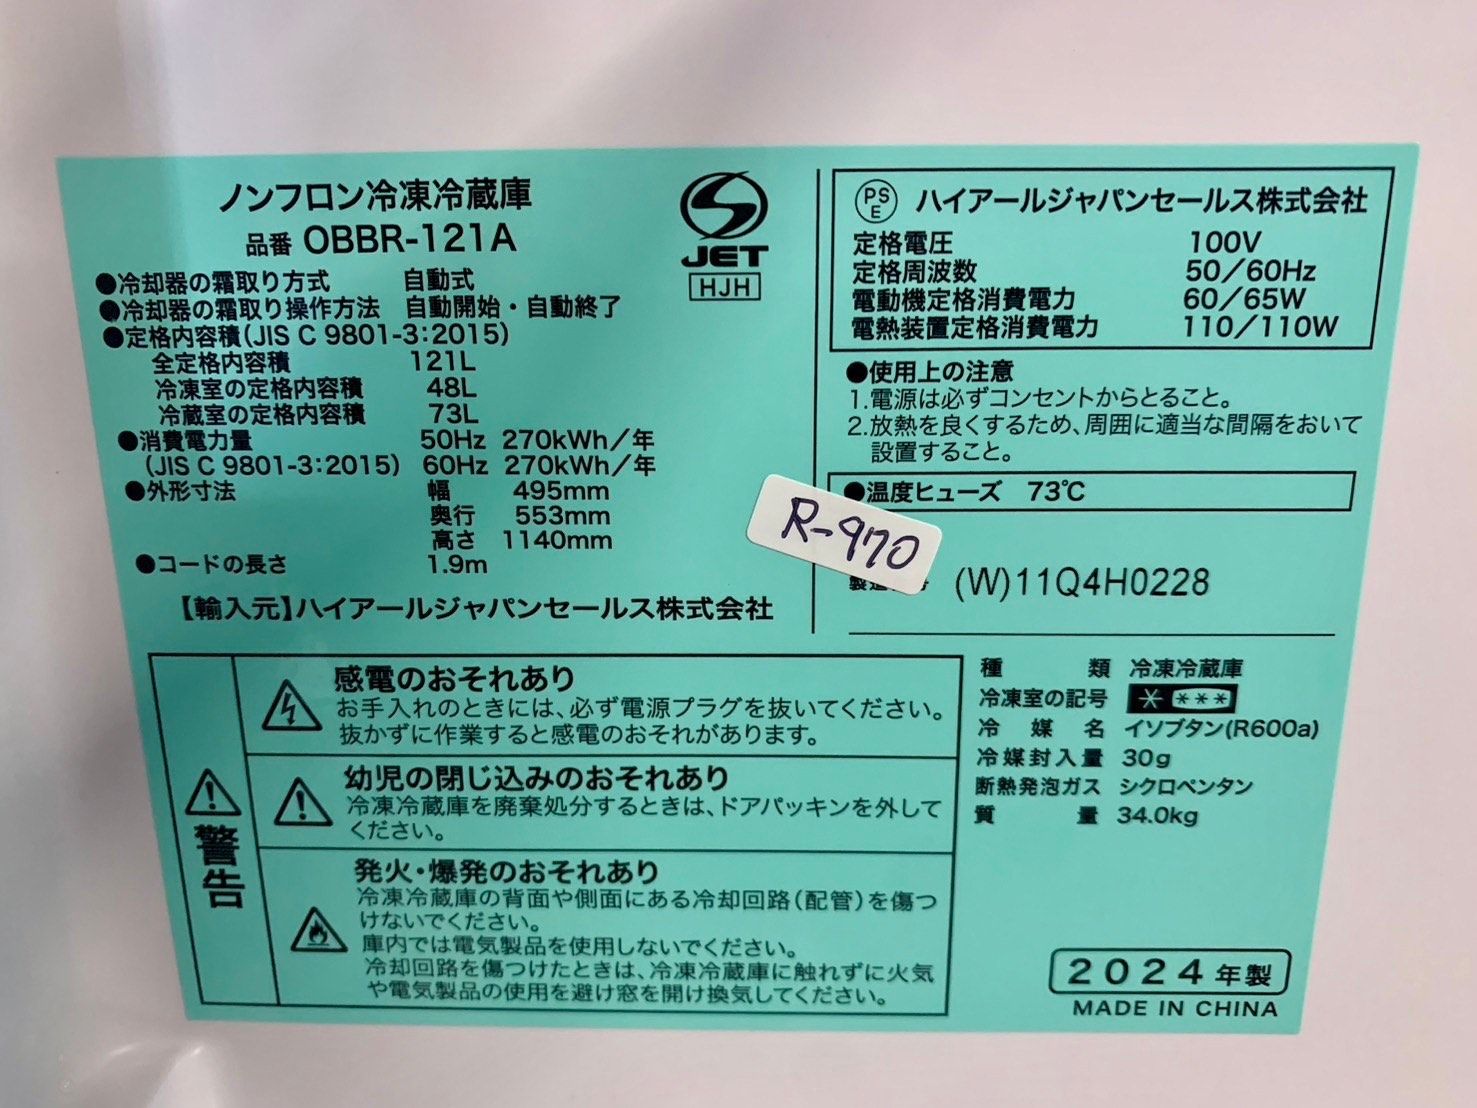 ノンフロン冷凍冷蔵庫
品番 OBBR-121A
●冷却器の霜取り方式 自動式
●冷却器の霜取り操作方法 自動開始・自動終了
●定格内容積(JIS C 9801-3:2015)
全定格内容積 121L
冷凍室の定格内容積 48L
冷蔵室の定格内容積 73L
●消費電力量 50Hz 270kWh/年
(JIS C 9801-3:2015) 60Hz 270kWh/年
●外形寸法 幅 495mm
奥行 553mm
高さ 1140mm
●コードの長さ 1.9m
【輸入元】ハイアールジャパンセールス株式会社
JET
HJH
PS
E
ハイアールジャパンセールス株式会社
定格電圧 100V
定格周波数 50/60Hz
電動機定格消費電力 60/65W
電熱装置定格消費電力 110/110W
●使用上の注意
1.電源は必ずコンセントからとること。
2.放熱を良くするため、周囲に適当な間隔をおいて
設置すること。
●温度ヒューズ 73℃
R-970
(W)11Q4H0228
警告
感電のおそれあり
お手入れのときには、必ず電源プラグを抜いてください。
抜かずに作業すると感電のおそれがあります。
幼児の閉じ込みのおそれあり
冷凍冷蔵庫を廃棄処分するときは、ドアパッキンを外して
ください。
発火・爆発のおそれあり
冷凍冷蔵庫の背面や側面にある冷却回路(配管)を傷つ
けないでください。
庫内では電気製品を使用しないでください。
冷却回路を傷つけたときは、冷凍冷蔵庫に触れずに火気
や電気製品の使用を避け窓を開け換気してください。
種類 冷凍冷蔵庫
冷凍室の記号 * ***
冷媒名 イソブタン(R600a)
冷媒封入量 30g
断熱発泡ガス シクロペンタン
質量 34.0kg
2024年製
MADE IN CHINA